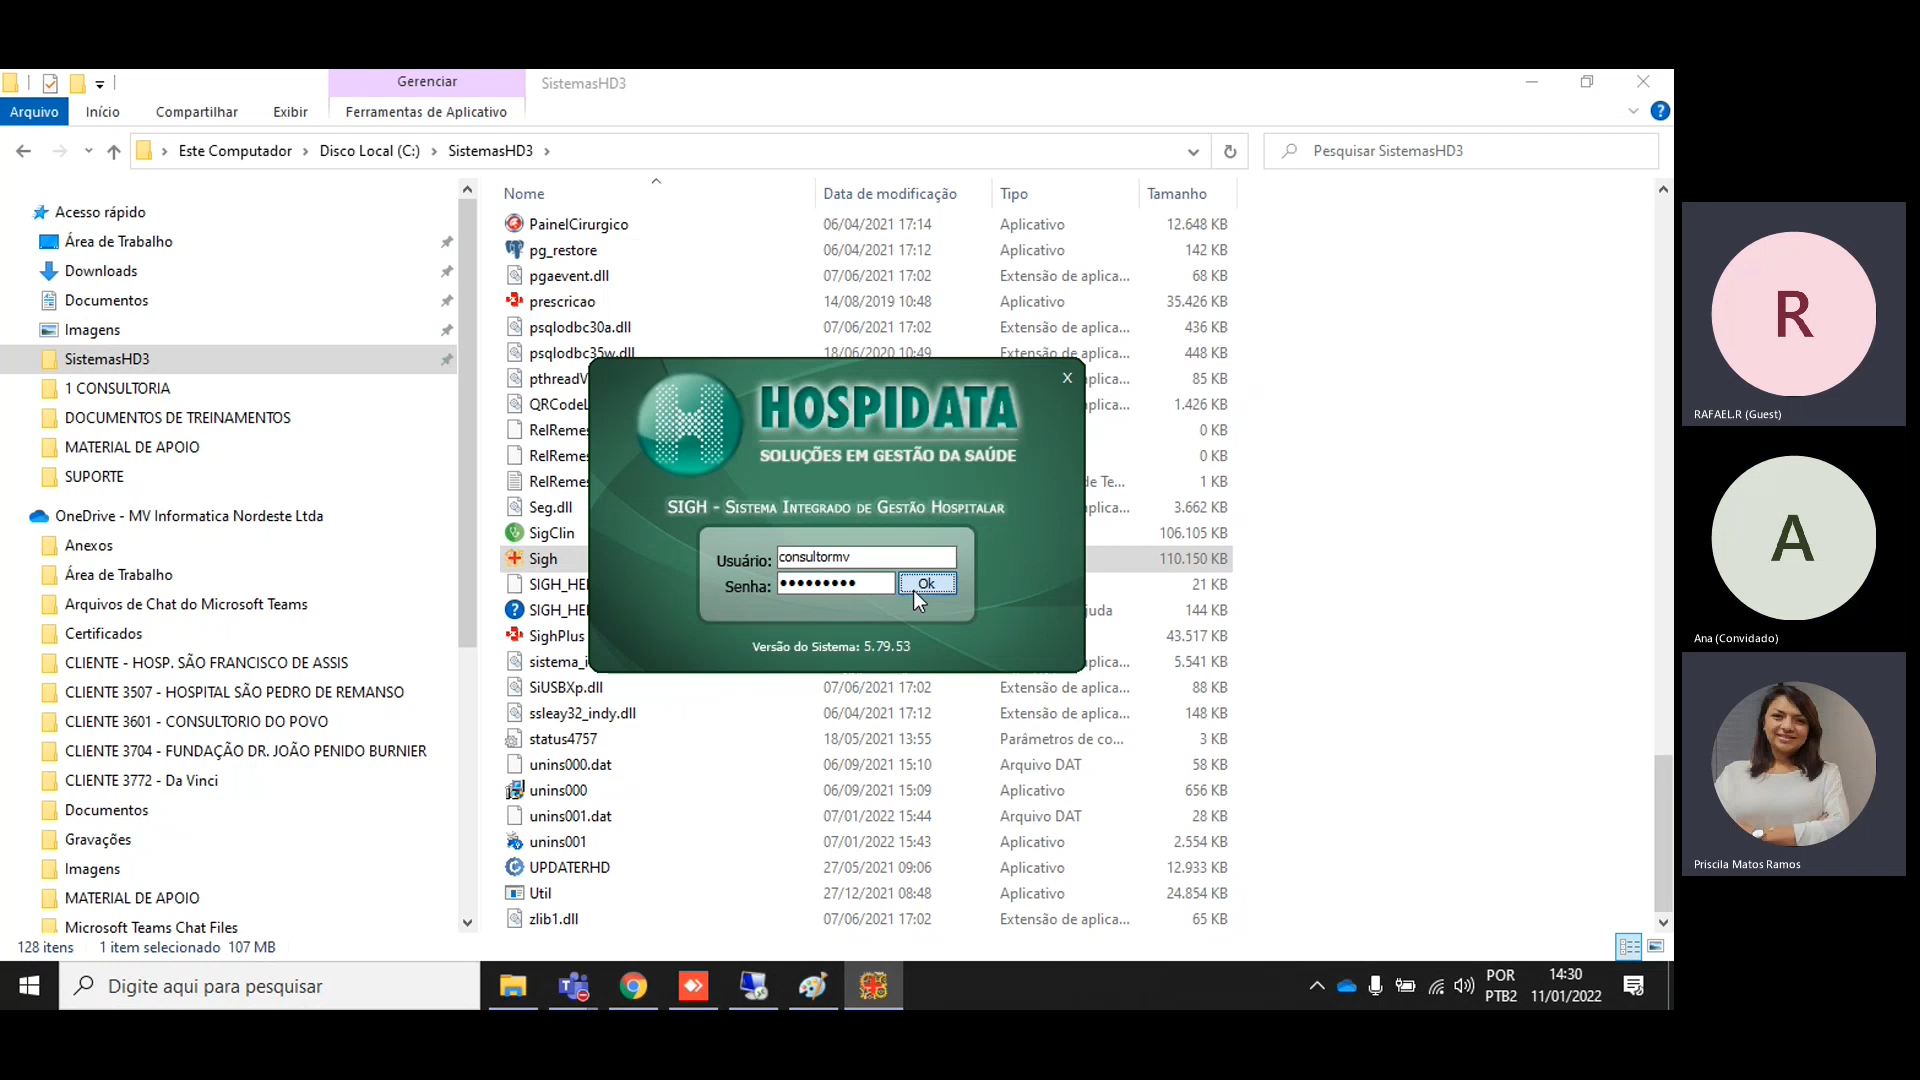 Gerenciar
SistemasHD3
Arquivo
Início
Compartilhar
Exibir
Ferramentas de Aplicativo
Este Computador
Disco Local (C:)
SistemasHD3
Pesquisar SistemasHD3
Acesso rápido
Área de Trabalho
Downloads
Documentos
Imagens
SistemasHD3
1 CONSULTORIA
DOCUMENTOS DE TREINAMENTOS
MATERIAL DE APOIO
SUPORTE
OneDrive - MV Informatica Nordeste Ltda
Anexos
Área de Trabalho
Arquivos de Chat do Microsoft Teams
Certificados
CLIENTE - HOSP. SÃO FRANCISCO DE ASSIS
CLIENTE 3507 - HOSPITAL SÃO PEDRO DE REMANSO
CLIENTE 3601 - CONSULTORIO DO POVO
CLIENTE 3704 - FUNDAÇÃO DR. JOÃO PENIDO BURNIER
CLIENTE 3772 - Da Vinci
Documentos
Gravações
Imagens
MATERIAL DE APOIO
Microsoft Teams Chat Files
Nome Data de modificação Tipo Tamanho
PainelCirurgico 06/04/2021 17:14 Aplicativo 12.648 KB
pg_restore 06/04/2021 17:12 Aplicativo 142 KB
pgaevent.dll 07/06/2021 17:02 Extensão de aplica... 68 KB
prescricao 14/08/2019 10:48 Aplicativo 35.426 KB
psqlodbc30a.dll 07/06/2021 17:02 Extensão de aplica... 436 KB
psqlodbc35w.dll 18/06/2020 10:49 Extensão de aplica... 448 KB
pthreadV plica... 85 KB
QRCodeL plica... 1.426 KB
RelRemes 0 KB
RelRemes 0 KB
RelRemes de Te... 1 KB
Seg.dll plica... 3.662 KB
SigClin 106.105 KB
Sigh 110.150 KB
SIGH_HEI 21 KB
SIGH_HEI juda 144 KB
SighPlus 43.517 KB
sistema_i plica... 5.541 KB
SiUSBXp.dll 07/06/2021 17:02 Extensão de aplica... 88 KB
ssleay32_indy.dll 06/04/2021 17:12 Extensão de aplica... 148 KB
status4757 18/05/2021 13:55 Parâmetros de co... 3 KB
unins000.dat 06/09/2021 15:10 Arquivo DAT 58 KB
unins000 06/09/2021 15:09 Aplicativo 656 KB
unins001.dat 07/01/2022 15:44 Arquivo DAT 28 KB
unins001 07/01/2022 15:43 Aplicativo 2.554 KB
UPDATERHD 27/05/2021 09:06 Aplicativo 12.933 KB
Util 27/12/2021 08:48 Aplicativo 24.854 KB
zlib1.dll 07/06/2021 17:02 Extensão de aplica... 65 KB
X
HOSPIDATA
SOLUÇÕES EM GESTÃO DA SAÚDE
SIGH - SISTEMA INTEGRADO DE GESTÃO HOSPITALAR
Usuário: consultormv
Senha: ●●●●●●●●● Ok
Versão do Sistema: 5.79.53
128 itens 1 item selecionado 107 MB
Digite aqui para pesquisar
POR
PTB2
14:30
11/01/2022
R
RAFAEL.R (Guest)
A
Ana (Convidado)
Priscila Matos Ramos